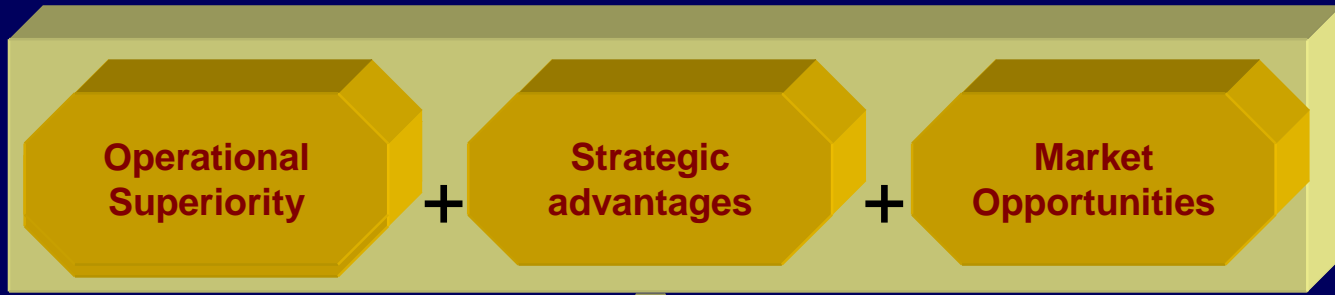 Operational
Superiority
+
Strategic
advantages
+
Market
Opportunities